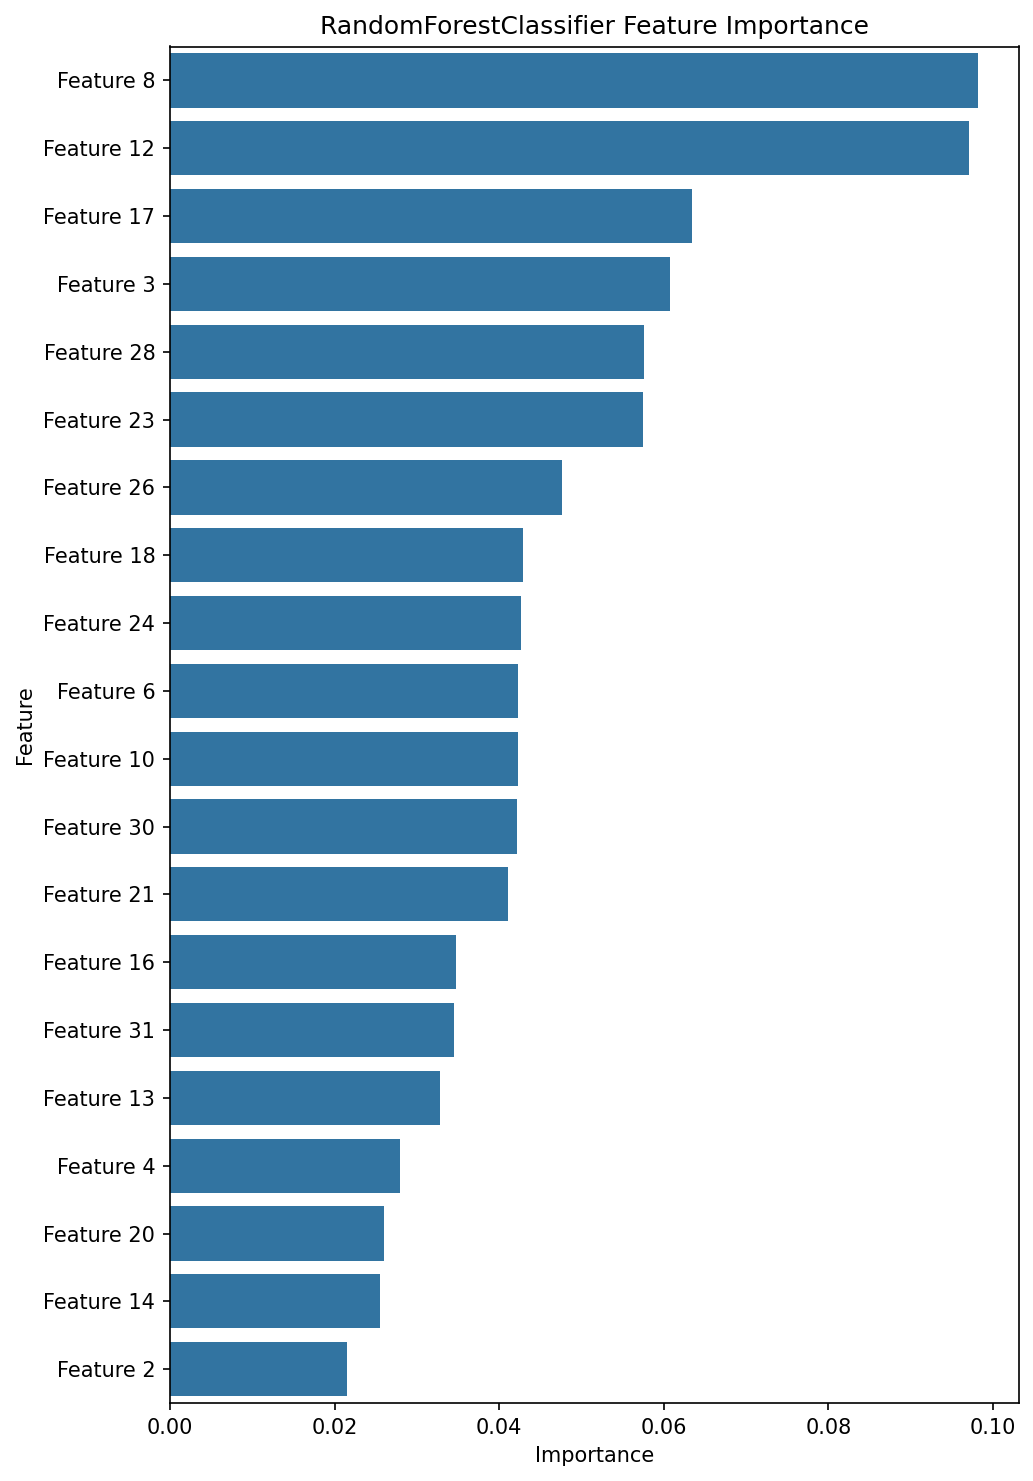 RandomForestClassifier Feature Importance
Feature 8
Feature 12
Feature 17
Feature 3
Feature 28
Feature 23
Feature 26
Feature 18
Feature 24
Feature 6
Feature 10
Feature 30
Feature 21
Feature 16
Feature 31
Feature 13
Feature 4
Feature 20
Feature 14
Feature 2
Feature
0.00 0.02 0.04 0.06 0.08 0.10
Importance